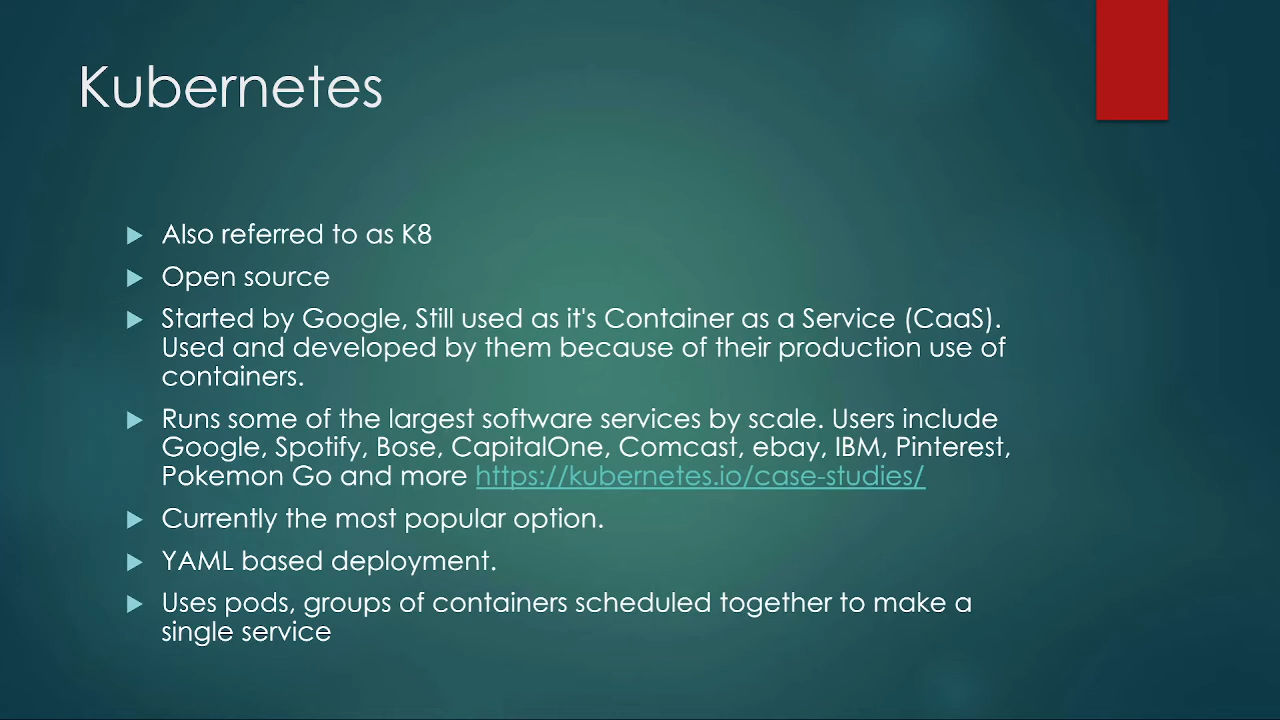 Kubernetes
Also referred to as K8
Open source
Started by Google, Still used as it's Container as a Service (CaaS).
Used and developed by them because of their production use of
containers.
Runs some of the largest software services by scale. Users include
Google, Spotify, Bose, CapitalOne, Comcast, ebay, IBM, Pinterest,
Pokemon Go and more https://kubernetes.io/case-studies/
Currently the most popular option.
YAML based deployment.
Uses pods, groups of containers scheduled together to make a
single service